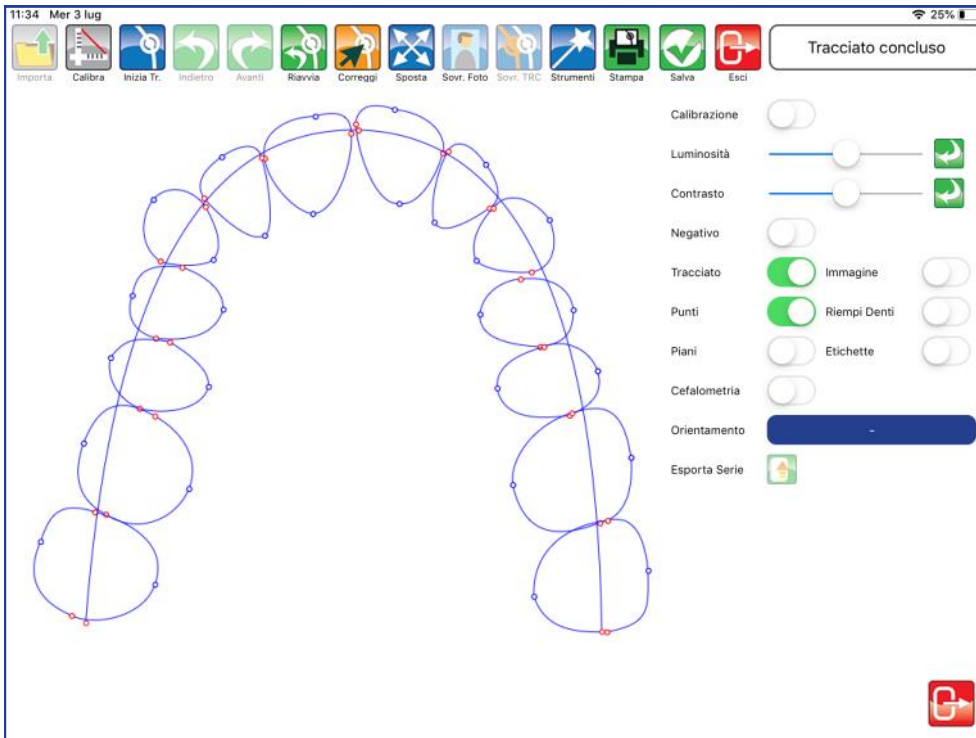 11:34 Mer 3 lug 25%
Importa Calibra Inizia Tr. Indietro Avanti Riavvia Correggi Sposta Sovr. Foto Sovr. TRC Strumenti Stampa Salva Esci
Tracciato concluso
Calibrazione
Luminosità
Contrasto
Negativo
Tracciato Immagine
Punti Riempi Denti
Piani Etichette
Cefalometria
Orientamento -
Esporta Serie